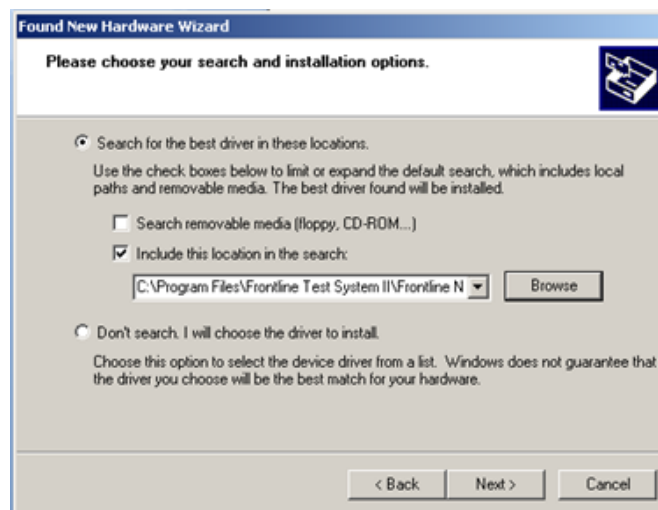 Found New Hardware Wizard
Please choose your search and installation options.
Search for the best driver in these locations.
Use the check boxes below to limit or expand the default search, which includes local
paths and removable media. The best driver found will be installed.
Search removable media (floppy, CD-ROM...)
Include this location in the search:
C:\Program Files\Frontline Test System II\Frontline N
Browse
Don't search. I will choose the driver to install.
Choose this option to select the device driver from a list. Windows does not guarantee that
the driver you choose will be the best match for your hardware.
< Back
Next >
Cancel